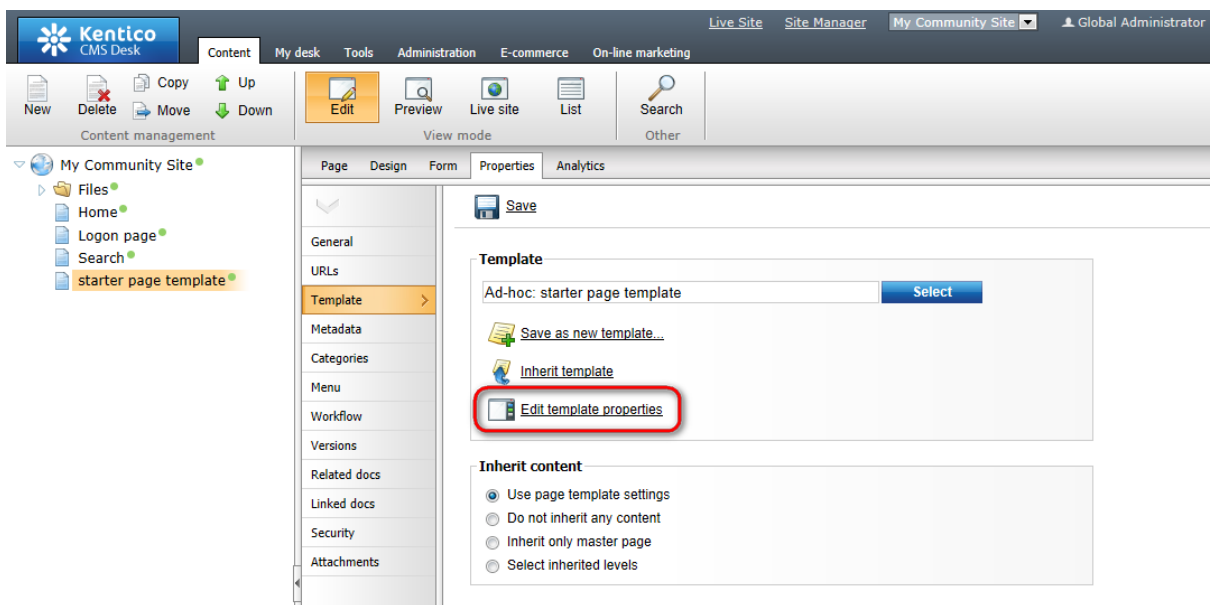 Live Site Site Manager My Community Site Global Administrator
Kentico
CMS Desk
Content My desk Tools Administration E-commerce On-line marketing
New Delete Copy Move Up Down
Content management
Edit Preview Live site List
View mode
Search
Other
My Community Site
Files
Home
Logon page
Search
starter page template
Page Design Form Properties Analytics
General
URLs
Template
Metadata
Categories
Menu
Workflow
Versions
Related docs
Linked docs
Security
Attachments
Save
Template
Ad-hoc: starter page template Select
Save as new template...
Inherit template
Edit template properties
Inherit content
Use page template settings
Do not inherit any content
Inherit only master page
Select inherited levels